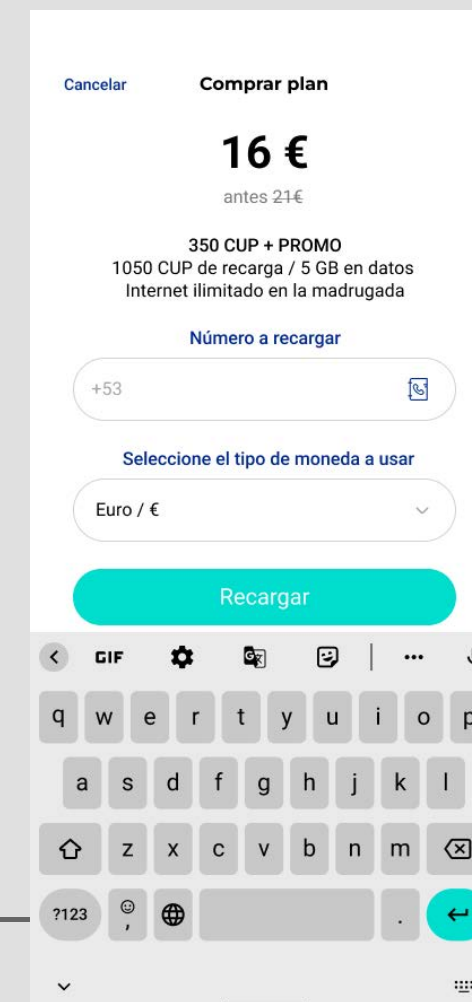 Cancelar Comprar plan
16 €
antes 21€
350 CUP + PROMO
1050 CUP de recarga / 5 GB en datos
Internet ilimitado en la madrugada
Número a recargar
+53
Seleccione el tipo de moneda a usar
Euro / €
Recargar
GIF
q w e r t y u i o p
a s d f g h j k l
z x c v b n m
?123 , .